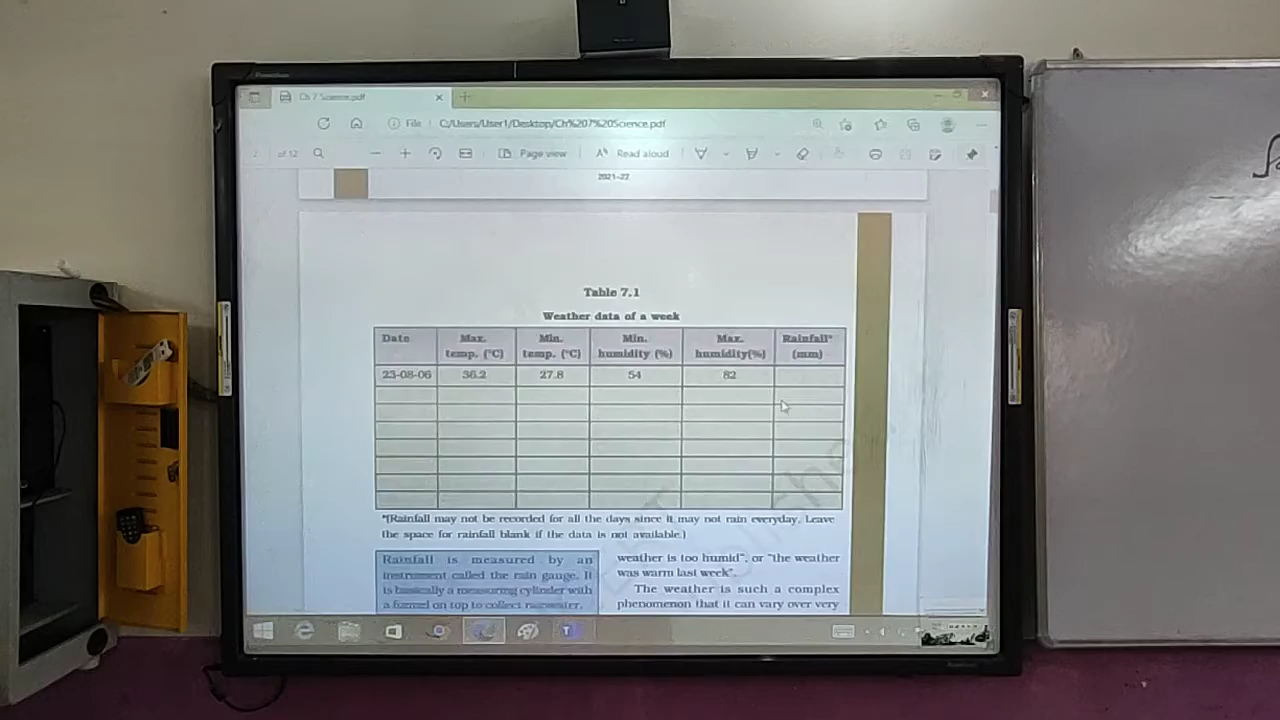 Promethean
Ch 7 Science.pdf
File | C:/Users/User1/Desktop/Ch%207%20Science.pdf
2 of 12
Page view
Read aloud
2021–22
Table 7.1
Weather data of a week
Date Max. temp. (°C) Min. temp. (°C) Min. humidity (%) Max. humidity(%) Rainfall* (mm)
23-08-06 36.2 27.8 54 82
*(Rainfall may not be recorded for all the days since it may not rain everyday. Leave
the space for rainfall blank if the data is not available.)
Rainfall is measured by an
instrument called the rain gauge. It
is basically a measuring cylinder with
a funnel on top to collect rainwater.
weather is too humid", or "the weather
was warm last week".
The weather is such a complex
phenomenon that it can vary over very